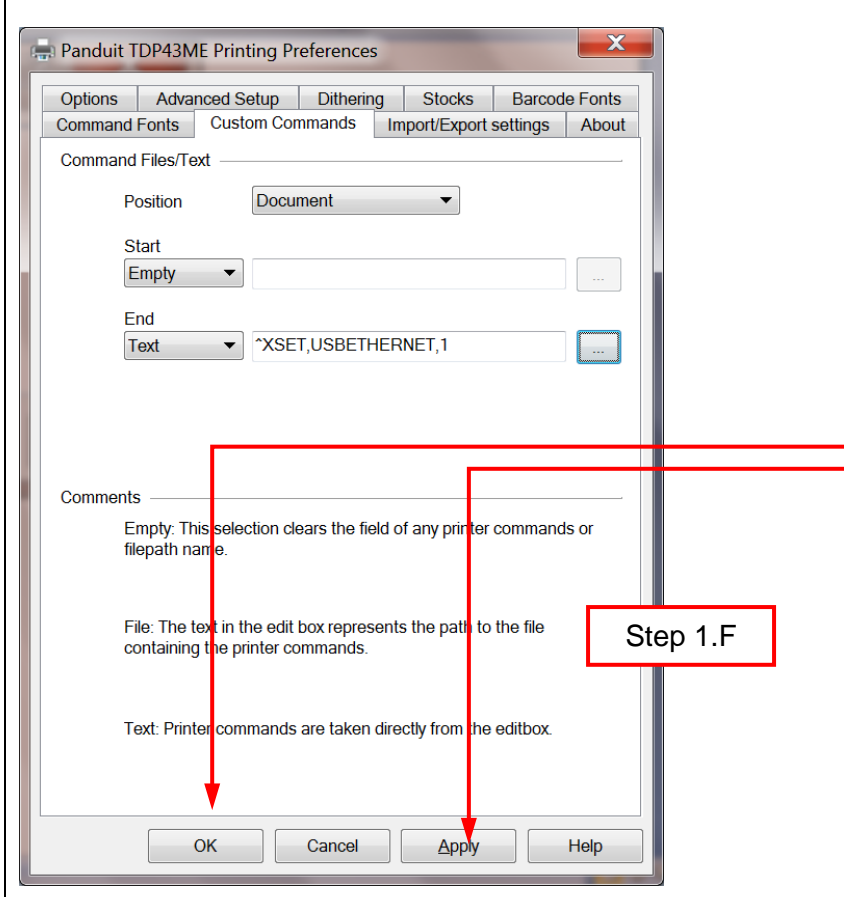 Panduit TDP43ME Printing Preferences
X
Options Advanced Setup Dithering Stocks Barcode Fonts
Command Fonts Custom Commands Import/Export settings About
Command Files/Text
Position Document
Start
Empty ...
End
Text ^XSET,USBETHERNET,1 ...
Comments
Empty: This selection clears the field of any printer commands or
filepath name.
File: The text in the edit box represents the path to the file
containing the printer commands.
Step 1.F
Text: Printer commands are taken directly from the editbox.
OK Cancel Apply Help